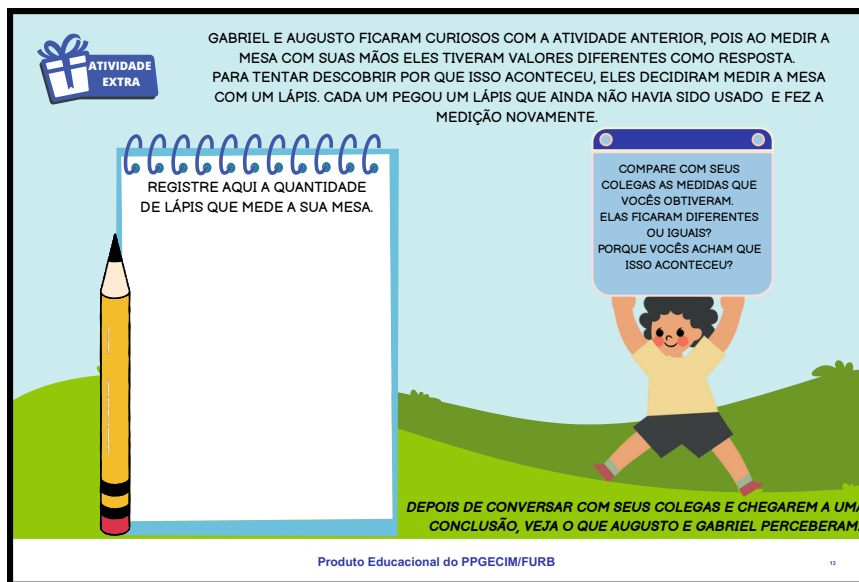 ATIVIDADE
EXTRA
GABRIEL E AUGUSTO FICARAM CURIOSOS COM A ATIVIDADE ANTERIOR, POIS AO MEDIR A
MESA COM SUAS MÃOS ELES TIVERAM VALORES DIFERENTES COMO RESPOSTA.
PARA TENTAR DESCOBRIR POR QUE ISSO ACONTECEU, ELES DECIDIRAM MEDIR A MESA
COM UM LÁPIS. CADA UM PEGOU UM LÁPIS QUE AINDA NÃO HAVIA SIDO USADO E FEZ A
MEDIÇÃO NOVAMENTE.
REGISTRE AQUI A QUANTIDADE
DE LÁPIS QUE MEDE A SUA MESA.
COMPARE COM SEUS
COLEGAS AS MEDIDAS QUE
VOCÊS OBTIVERAM.
ELAS FICARAM DIFERENTES
OU IGUAIS?
PORQUE VOCÊS ACHAM QUE
ISSO ACONTECEU?
DEPOIS DE CONVERSAR COM SEUS COLEGAS E CHEGAREM A UMA
CONCLUSÃO, VEJA O QUE AUGUSTO E GABRIEL PERCEBERAM.
Produto Educacional do PPGECIM/FURB
13